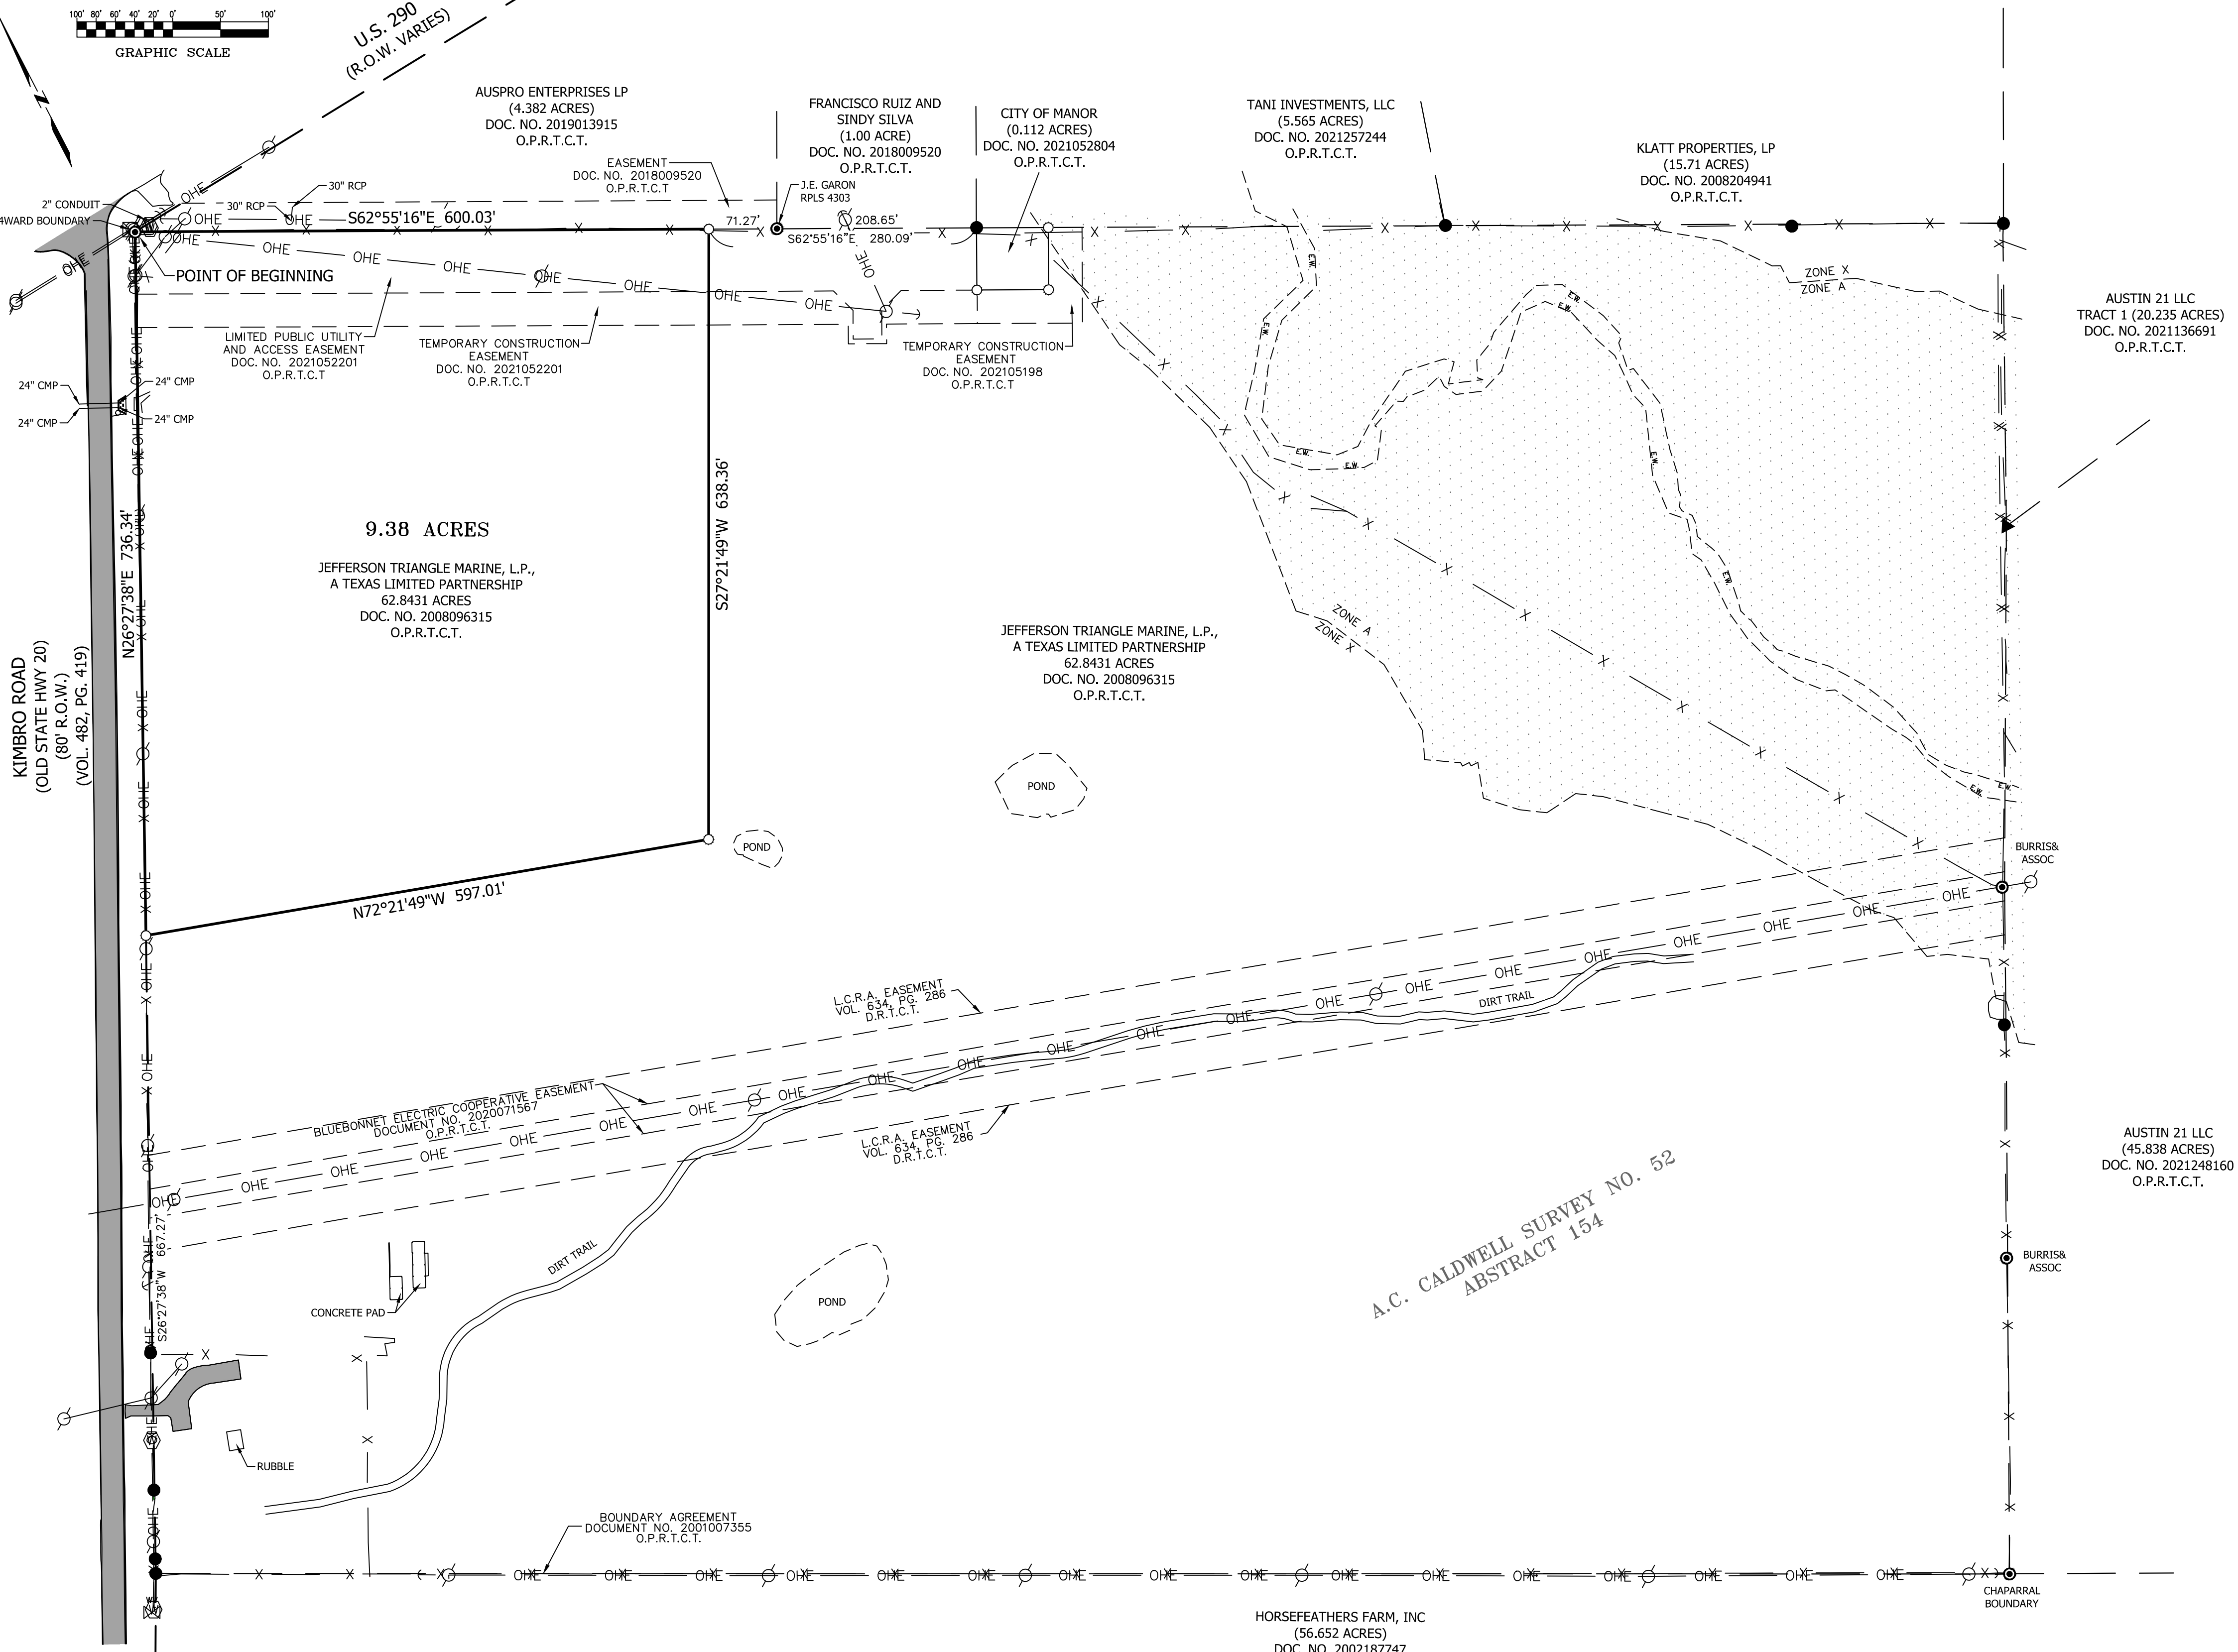 100' 80' 60' 40' 20' 0' 50' 100'
GRAPHIC SCALE
N
U.S. 290
(R.O.W. VARIES)
AUSPRO ENTERPRISES LP
(4.382 ACRES)
DOC. NO. 2019013915
O.P.R.T.C.T.
FRANCISCO RUIZ AND
SINDY SILVA
(1.00 ACRE)
DOC. NO. 2018009520
O.P.R.T.C.T.
CITY OF MANOR
(0.112 ACRES)
DOC. NO. 2021052804
O.P.R.T.C.T.
TANI INVESTMENTS, LLC
(5.565 ACRES)
DOC. NO. 2021257244
O.P.R.T.C.T.
KLATT PROPERTIES, LP
(15.71 ACRES)
DOC. NO. 2008204941
O.P.R.T.C.T.
EASEMENT
DOC. NO. 2018009520
O.P.R.T.C.T
J.E. GARON
RPLS 4303
2" CONDUIT
4WARD BOUNDARY
30" RCP
30" RCP
S62°55'16"E 600.03'
71.27'
208.65'
S62°55'16"E 280.09'
POINT OF BEGINNING
OHE
ZONE X
ZONE A
AUSTIN 21 LLC
TRACT 1 (20.235 ACRES)
DOC. NO. 2021136691
O.P.R.T.C.T.
LIMITED PUBLIC UTILITY
AND ACCESS EASEMENT
DOC. NO. 2021052201
O.P.R.T.C.T
TEMPORARY CONSTRUCTION
EASEMENT
DOC. NO. 2021052201
O.P.R.T.C.T
TEMPORARY CONSTRUCTION
EASEMENT
DOC. NO. 202105198
O.P.R.T.C.T
24" CMP
24" CMP
24" CMP
24" CMP
E.W.
N26°27'38"E 736.34'
S27°21'49"W 638.36'
9.38 ACRES
JEFFERSON TRIANGLE MARINE, L.P.,
A TEXAS LIMITED PARTNERSHIP
62.8431 ACRES
DOC. NO. 2008096315
O.P.R.T.C.T.
JEFFERSON TRIANGLE MARINE, L.P.,
A TEXAS LIMITED PARTNERSHIP
62.8431 ACRES
DOC. NO. 2008096315
O.P.R.T.C.T.
ZONE A
ZONE X
KIMBRO ROAD
(OLD STATE HWY 20)
(80' R.O.W.)
(VOL. 482, PG. 419)
POND
POND
N72°21'49"W 597.01'
BURRIS&
ASSOC
L.C.R.A. EASEMENT
VOL. 634, PG. 286
D.R.T.C.T.
DIRT TRAIL
BLUEBONNET ELECTRIC COOPERATIVE EASEMENT
DOCUMENT NO. 2020071567
O.P.R.T.C.T.
L.C.R.A. EASEMENT
VOL. 634, PG. 286
D.R.T.C.T.
AUSTIN 21 LLC
(45.838 ACRES)
DOC. NO. 2021248160
O.P.R.T.C.T.
A.C. CALDWELL SURVEY NO. 52
ABSTRACT 154
S26°27'38"W 667.27'
DIRT TRAIL
CONCRETE PAD
POND
BURRIS&
ASSOC
RUBBLE
BOUNDARY AGREEMENT
DOCUMENT NO. 2001007355
O.P.R.T.C.T.
CHAPARRAL
BOUNDARY
HORSEFEATHERS FARM, INC
(56.652 ACRES)
DOC. NO. 2002187747